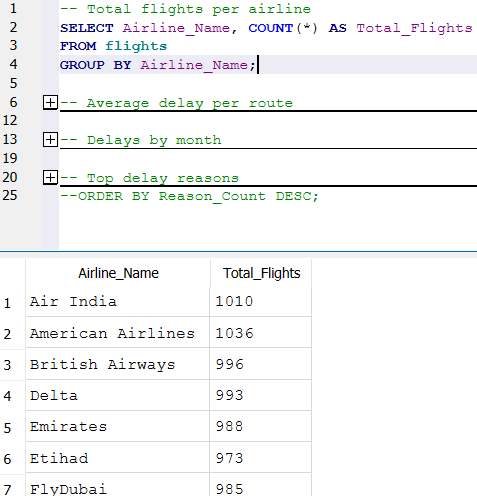 1 -- Total flights per airline
2 SELECT Airline_Name, COUNT(*) AS Total_Flights
3 FROM flights
4 GROUP BY Airline_Name;
5
6 -- Average delay per route
12
13 -- Delays by month
19
20 -- Top delay reasons
25 --ORDER BY Reason_Count DESC;
Airline_Name Total_Flights
1 Air India 1010
2 American Airlines 1036
3 British Airways 996
4 Delta 993
5 Emirates 988
6 Etihad 973
7 FlyDubai 985